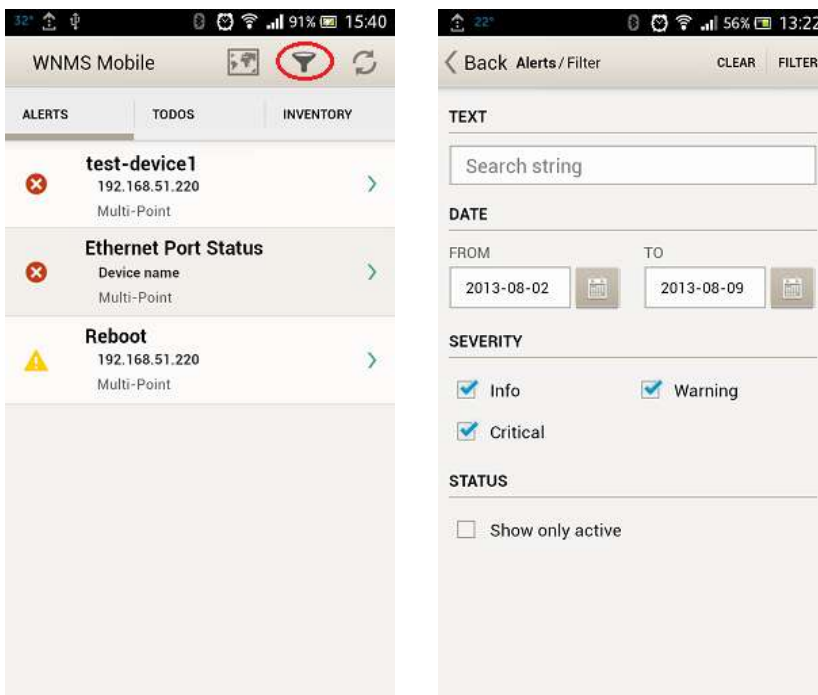 32° 91% 15:40
WNMS Mobile
ALERTS TODOS INVENTORY
test-device1
192.168.51.220
Multi-Point
Ethernet Port Status
Device name
Multi-Point
Reboot
192.168.51.220
Multi-Point
22° 56% 13:22
Back Alerts / Filter CLEAR FILTER
TEXT
Search string
DATE
FROM TO
2013-08-02 2013-08-09
SEVERITY
Info Warning
Critical
STATUS
Show only active